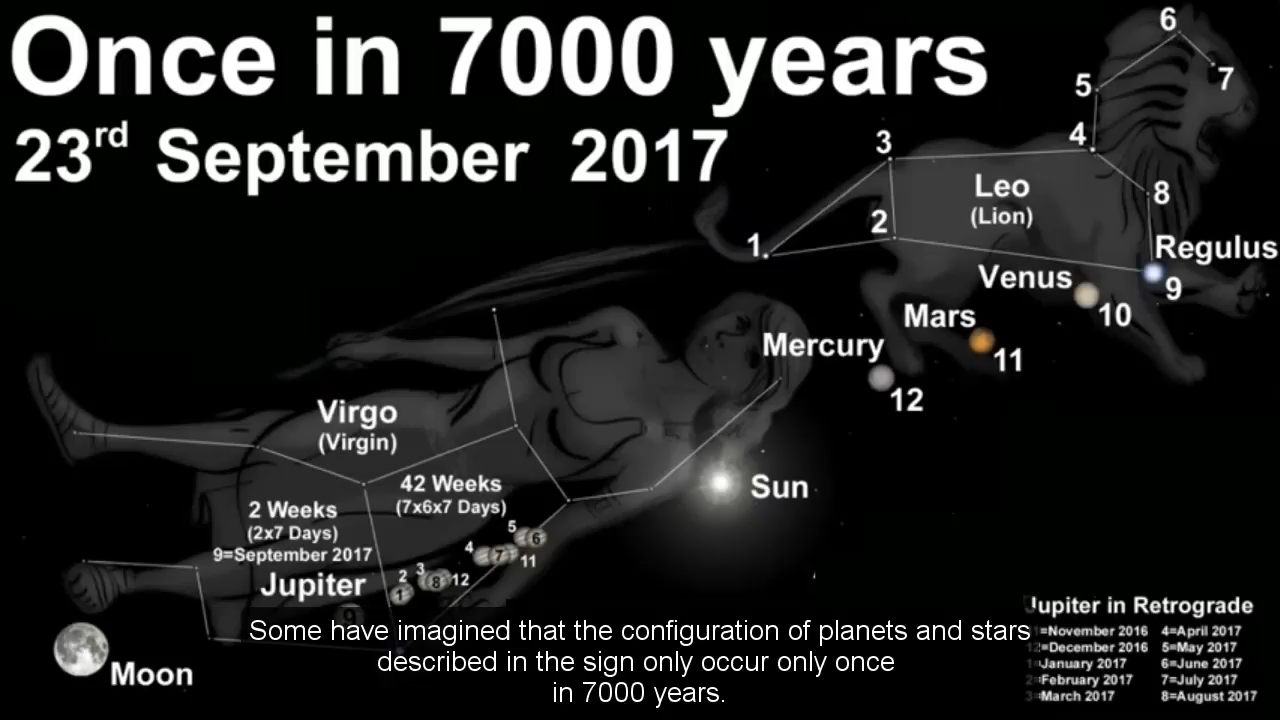 Once in 7000 years
23rd September 2017
6
7
5
4
3
Leo
(Lion)
8
2
1.
Regulus
9
Venus
10
Mars
11
Mercury
12
Virgo
(Virgin)
42 Weeks
(7x6x7 Days)
Sun
2 Weeks
(2x7 Days)
9=September 2017
5
6
4
7
11
Jupiter
2
3
1
8
12
9
Moon
Jupiter in Retrograde
=November 2016 4=April 2017
12=December 2016 5=May 2017
1=January 2017 6=June 2017
2=February 2017 7=July 2017
3=March 2017 8=August 2017
Some have imagined that the configuration of planets and stars
described in the sign only occur only once
in 7000 years.